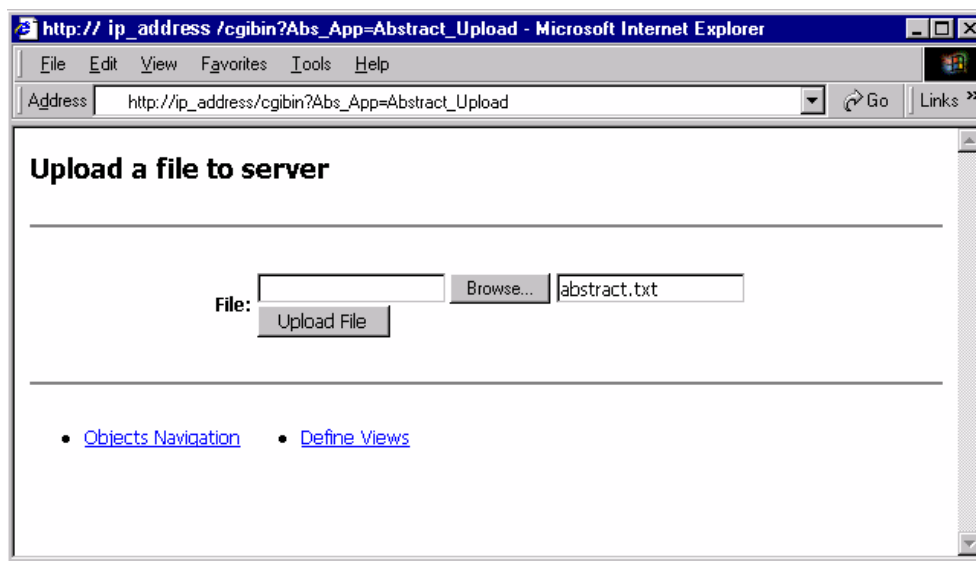 http:// ip_address /cgibin?Abs_App=Abstract_Upload - Microsoft Internet Explorer
File Edit View Favorites Tools Help
Address http://ip_address/cgibin?Abs_App=Abstract_Upload Go Links »
Upload a file to server
File: Browse... abstract.txt
Upload File
• Objects Navigation • Define Views